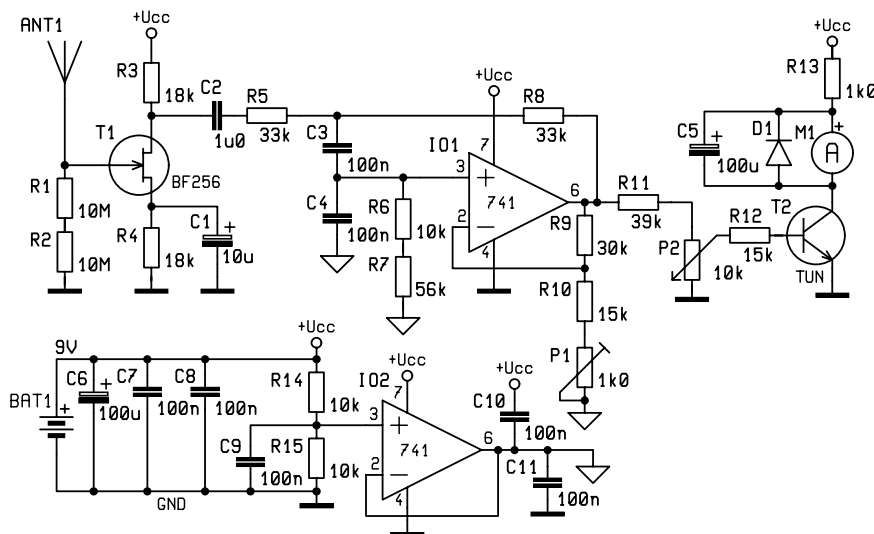 ANT1
+Ucc
R3
18k
C2
1u0
R5
33k
C3
100n
R8
33k
+Ucc
7
IO1
3
2
741
6
4
T1
BF256
R1
10M
R2
10M
R4
18k
C1
+
10u
C4
100n
R6
10k
R7
56k
R9
30k
R10
15k
P1
1k0
R11
39k
P2
10k
R12
15k
T2
TUN
+Ucc
R13
1k0
C5
+
100u
D1
M1
+
A
9V
BAT1
+
C6
+
100u
C7
100n
C8
100n
GND
+Ucc
R14
10k
R15
10k
C9
100n
IO2
+Ucc
7
3
2
741
6
4
+Ucc
C10
100n
C11
100n